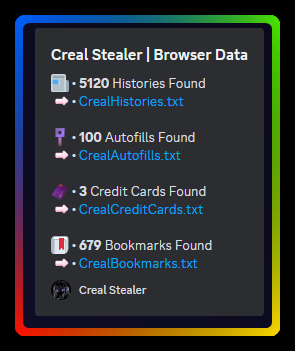 Creal Stealer | Browser Data
• 5120 Histories Found
• CrealHistories.txt
• 100 Autofills Found
• CrealAutofills.txt
• 3 Credit Cards Found
• CrealCreditCards.txt
• 679 Bookmarks Found
• CrealBookmarks.txt
Creal Stealer